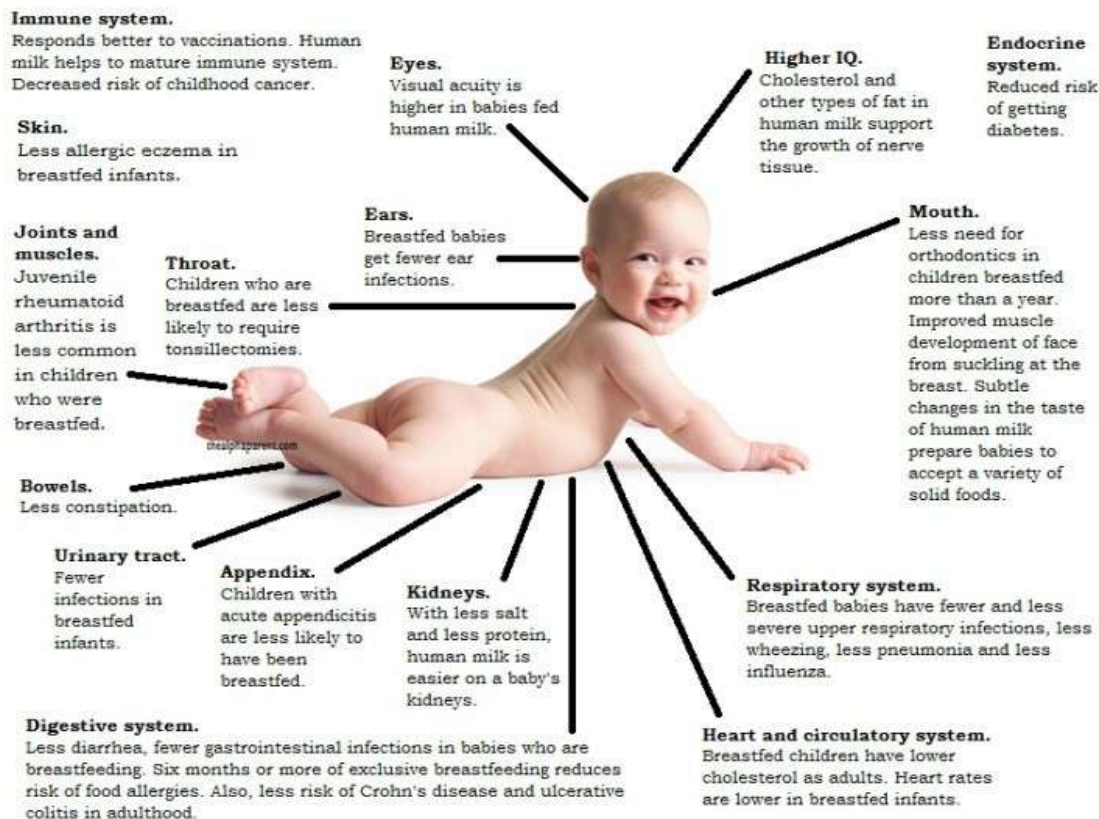 Immune system.
Responds better to vaccinations. Human
milk helps to mature immune system.
Decreased risk of childhood cancer.
Skin.
Less allergic eczema in
breastfed infants.
Eyes.
Visual acuity is
higher in babies fed
human milk.
Higher IQ.
Cholesterol and
other types of fat in
human milk support
the growth of nerve
tissue.
Endocrine
system.
Reduced risk
of getting
diabetes.
Joints and
muscles.
Juvenile
rheumatoid
arthritis is
less common
in children
who were
breastfed.
Throat.
Children who are
breastfed are less
likely to require
tonsillectomies.
Ears.
Breastfed babies
get fewer ear
infections.
Mouth.
Less need for
orthodontics in
children breastfed
more than a year.
Improved muscle
development of face
from suckling at the
breast. Subtle
changes in the taste
of human milk
prepare babies to
accept a variety of
solid foods.
thealphaparent.com
Bowels.
Less constipation.
Urinary tract.
Fewer
infections in
breastfed
infants.
Appendix.
Children with
acute appendicitis
are less likely to
have been
breastfed.
Kidneys.
With less salt
and less protein,
human milk is
easier on a baby's
kidneys.
Respiratory system.
Breastfed babies have fewer and less
severe upper respiratory infections, less
wheezing, less pneumonia and less
influenza.
Digestive system.
Less diarrhea, fewer gastrointestinal infections in babies who are
breastfeeding. Six months or more of exclusive breastfeeding reduces
risk of food allergies. Also, less risk of Crohn's disease and ulcerative
colitis in adulthood.
Heart and circulatory system.
Breastfed children have lower
cholesterol as adults. Heart rates
are lower in breastfed infants.